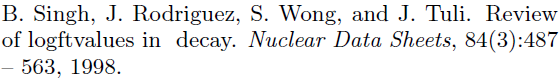 B. Singh, J. Rodriguez, S. Wong, and J. Tuli. Review
of logftvalues in decay. Nuclear Data Sheets, 84(3):487
– 563, 1998.